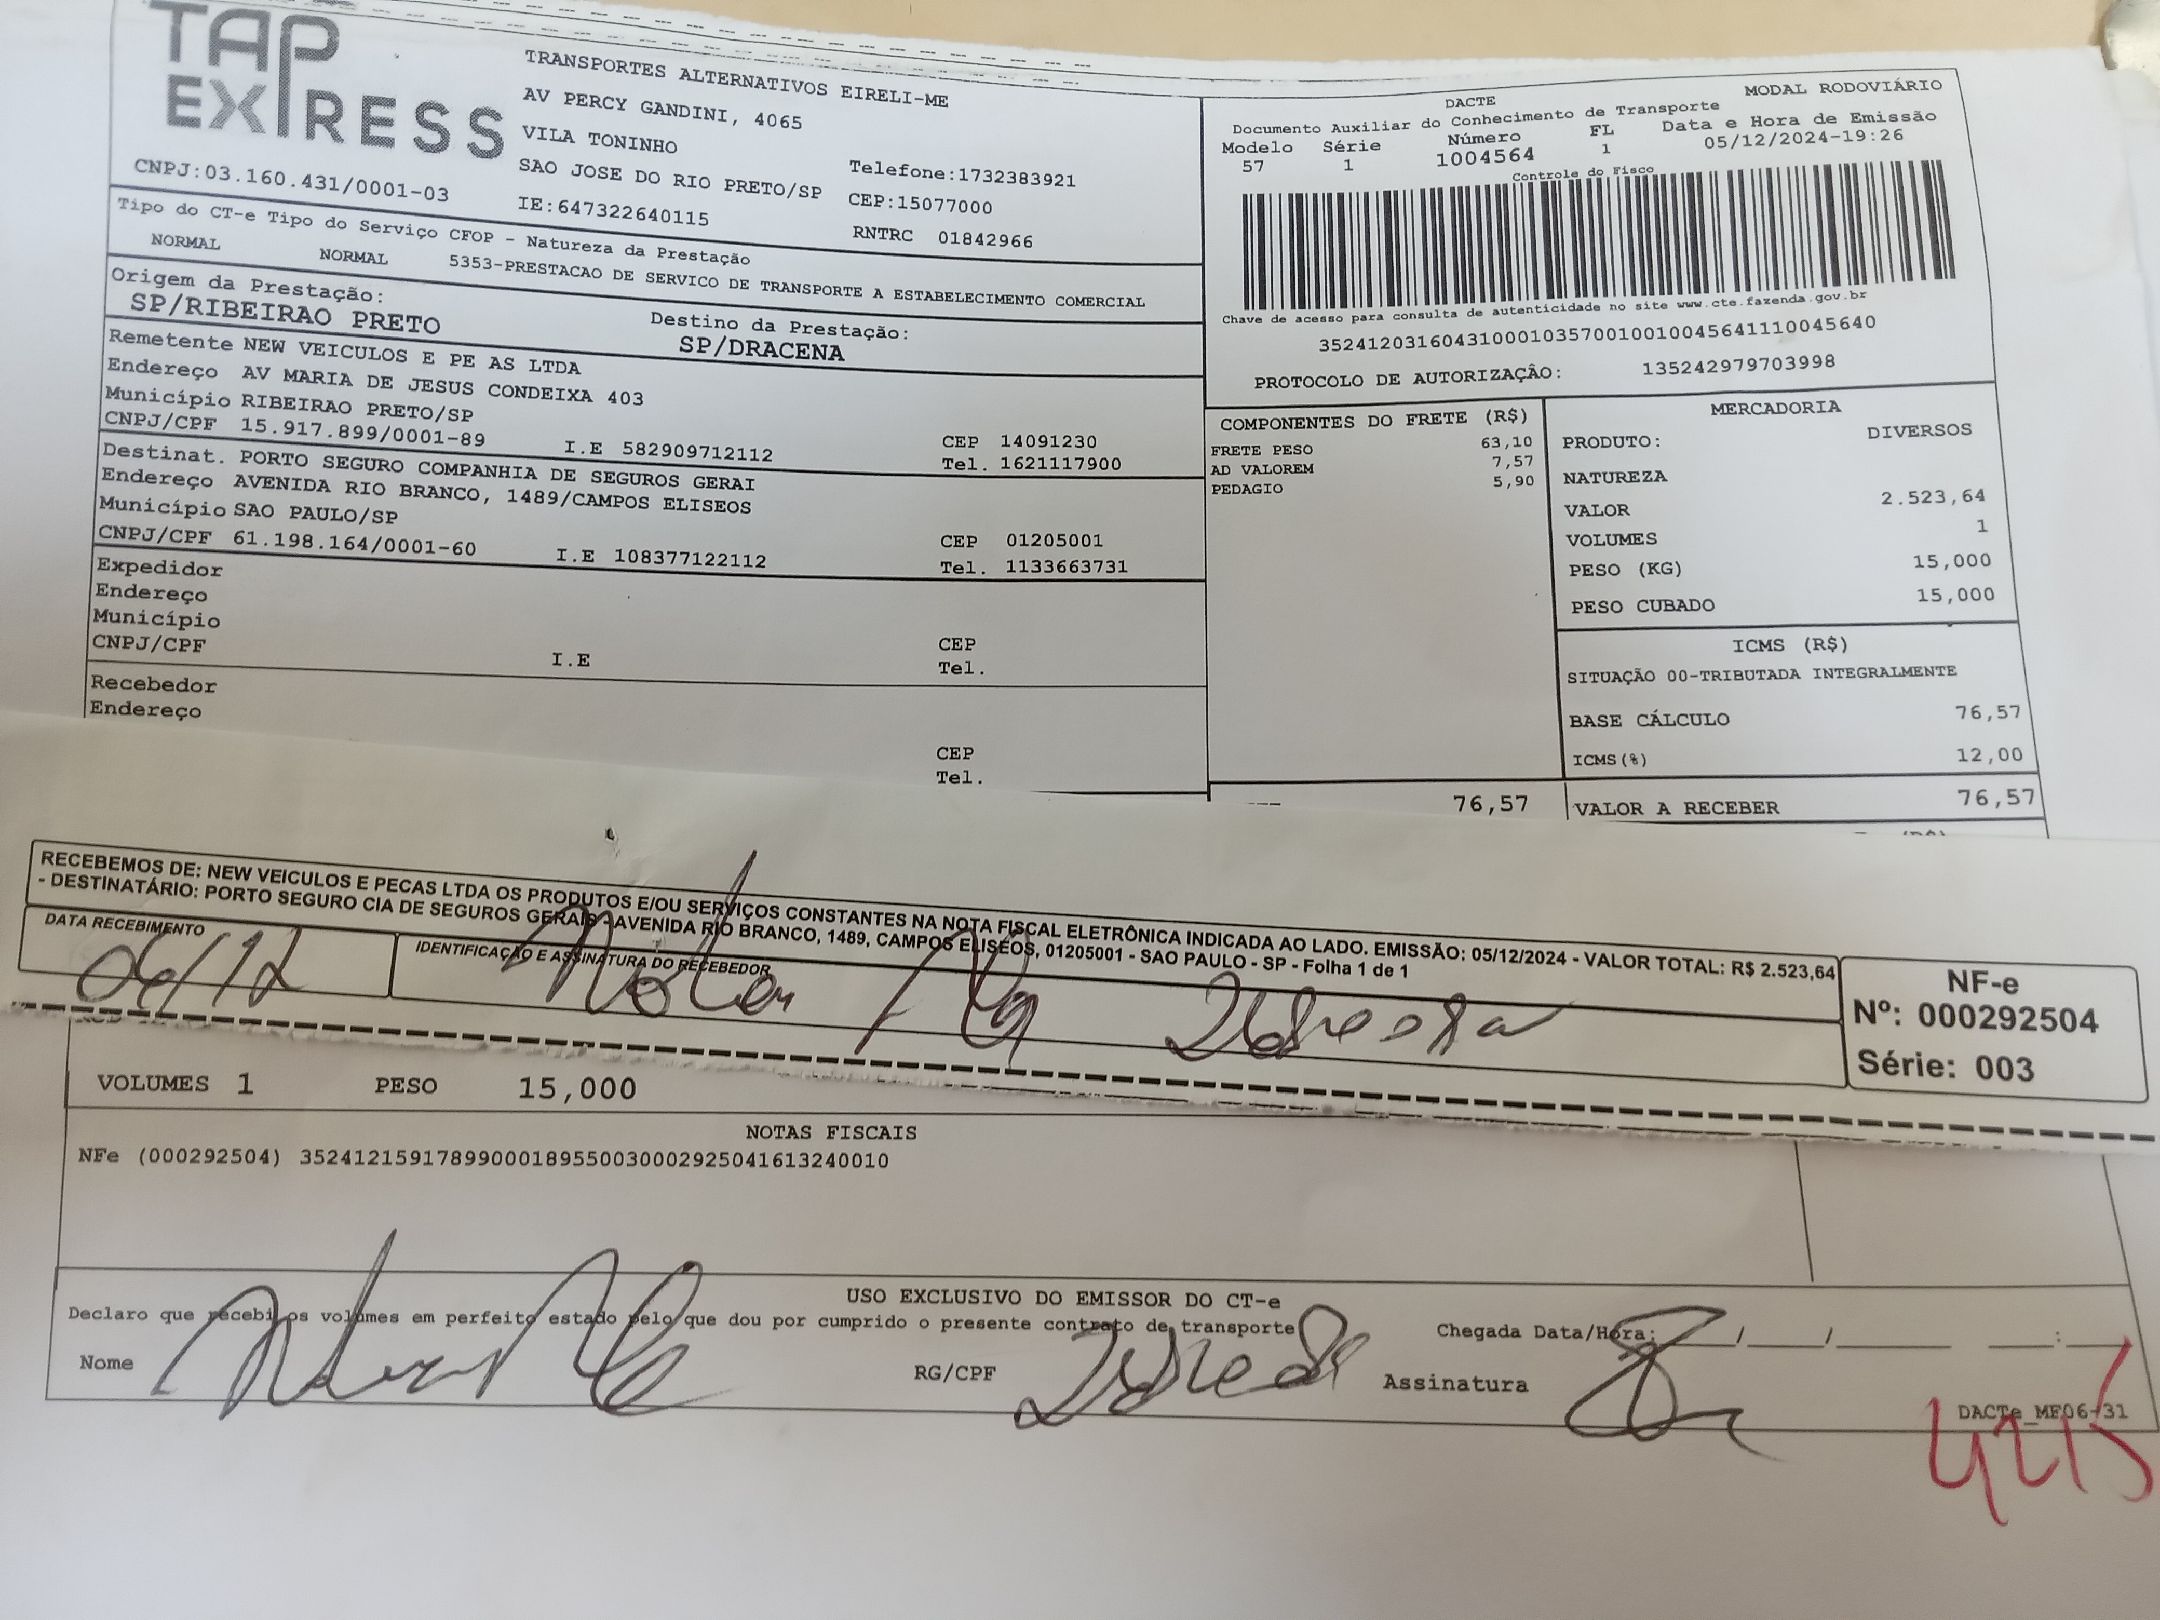 TAP
EXPRESS
CNPJ:03.160.431/0001-03
TRANSPORTES ALTERNATIVOS EIRELI-ME
AV PERCY GANDINI, 4065
VILA TONINHO
SAO JOSE DO RIO PRETO/SP
IE:647322640115
Telefone:1732383921
CEP:15077000
RNTRC 01842966
DACTE
MODAL RODOVIÁRIO
Documento Auxiliar do Conhecimento de Transporte
Modelo Série Número FL Data e Hora de Emissão
57 1 1004564 1 05/12/2024-19:26
Controle do Fisco
Chave de acesso para consulta de autenticidade no site www.cte.fazenda.gov.br
35241203160431000103570010010045641110045640
PROTOCOLO DE AUTORIZAÇÃO: 135242979703998
Tipo do CT-e Tipo do Serviço CFOP - Natureza da Prestação
NORMAL NORMAL 5353-PRESTACAO DE SERVICO DE TRANSPORTE A ESTABELECIMENTO COMERCIAL
Origem da Prestação: Destino da Prestação:
SP/RIBEIRAO PRETO SP/DRACENA
Remetente NEW VEICULOS E PE AS LTDA
Endereço AV MARIA DE JESUS CONDEIXA 403
Município RIBEIRAO PRETO/SP CEP 14091230
CNPJ/CPF 15.917.899/0001-89 I.E 582909712112 Tel. 1621117900
Destinat. PORTO SEGURO COMPANHIA DE SEGUROS GERAI
Endereço AVENIDA RIO BRANCO, 1489/CAMPOS ELISEOS
Município SAO PAULO/SP CEP 01205001
CNPJ/CPF 61.198.164/0001-60 I.E 108377122112 Tel. 1133663731
Expedidor
Endereço
Município CEP
CNPJ/CPF I.E Tel.
Recebedor
Endereço
CEP
Tel.
COMPONENTES DO FRETE (R$)
FRETE PESO 63,10
AD VALOREM 7,57
PEDAGIO 5,90
MERCADORIA
PRODUTO: DIVERSOS
NATUREZA
VALOR 2.523,64
VOLUMES 1
PESO (KG) 15,000
PESO CUBADO 15,000
ICMS (R$)
SITUAÇÃO 00-TRIBUTADA INTEGRALMENTE
BASE CÁLCULO 76,57
ICMS(%) 12,00
76,57 VALOR A RECEBER 76,57
RECEBEMOS DE: NEW VEICULOS E PECAS LTDA OS PRODUTOS E/OU SERVIÇOS CONSTANTES NA NOTA FISCAL ELETRÔNICA INDICADA AO LADO. EMISSÃO: 05/12/2024 - VALOR TOTAL: R$ 2.523,64
- DESTINATÁRIO: PORTO SEGURO CIA DE SEGUROS GERAIS - AVENIDA RIO BRANCO, 1489, CAMPOS ELISEOS, 01205001 - SAO PAULO - SP - Folha 1 de 1
DATA RECEBIMENTO IDENTIFICAÇÃO E ASSINATURA DO RECEBEDOR
06/12
NF-e
Nº: 000292504
Série: 003
VOLUMES 1 PESO 15,000
NOTAS FISCAIS
NFe (000292504) 35241215917899000189550030002925041613240010
USO EXCLUSIVO DO EMISSOR DO CT-e
Declaro que recebi os volumes em perfeito estado pelo que dou por cumprido o presente contrato de transporte
Chegada Data/Hora: / / :
Nome RG/CPF Assinatura
DACTe_ME06-31
4215